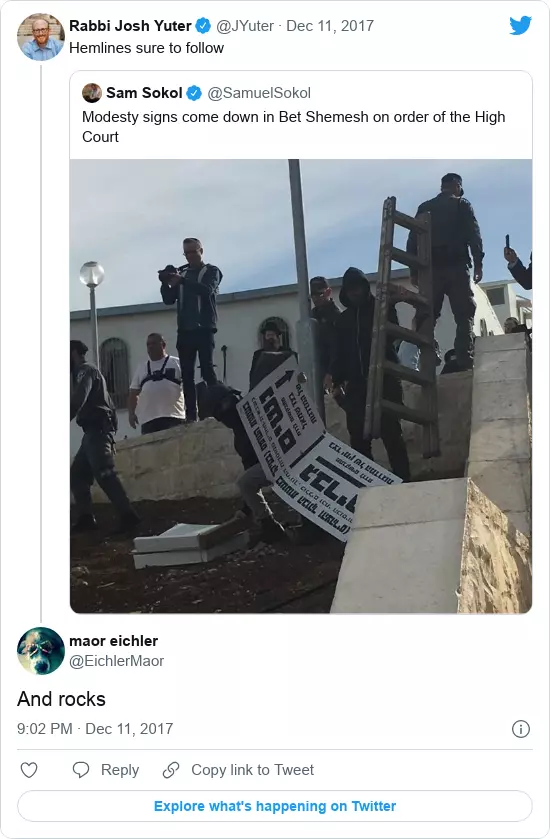 Rabbi Josh Yuter @JYuter · Dec 11, 2017
Hemlines sure to follow
Sam Sokol @SamuelSokol
Modesty signs come down in Bet Shemesh on order of the High
Court
maor eichler
@EichlerMaor
And rocks
9:02 PM · Dec 11, 2017
Reply
Copy link to Tweet
Explore what's happening on Twitter